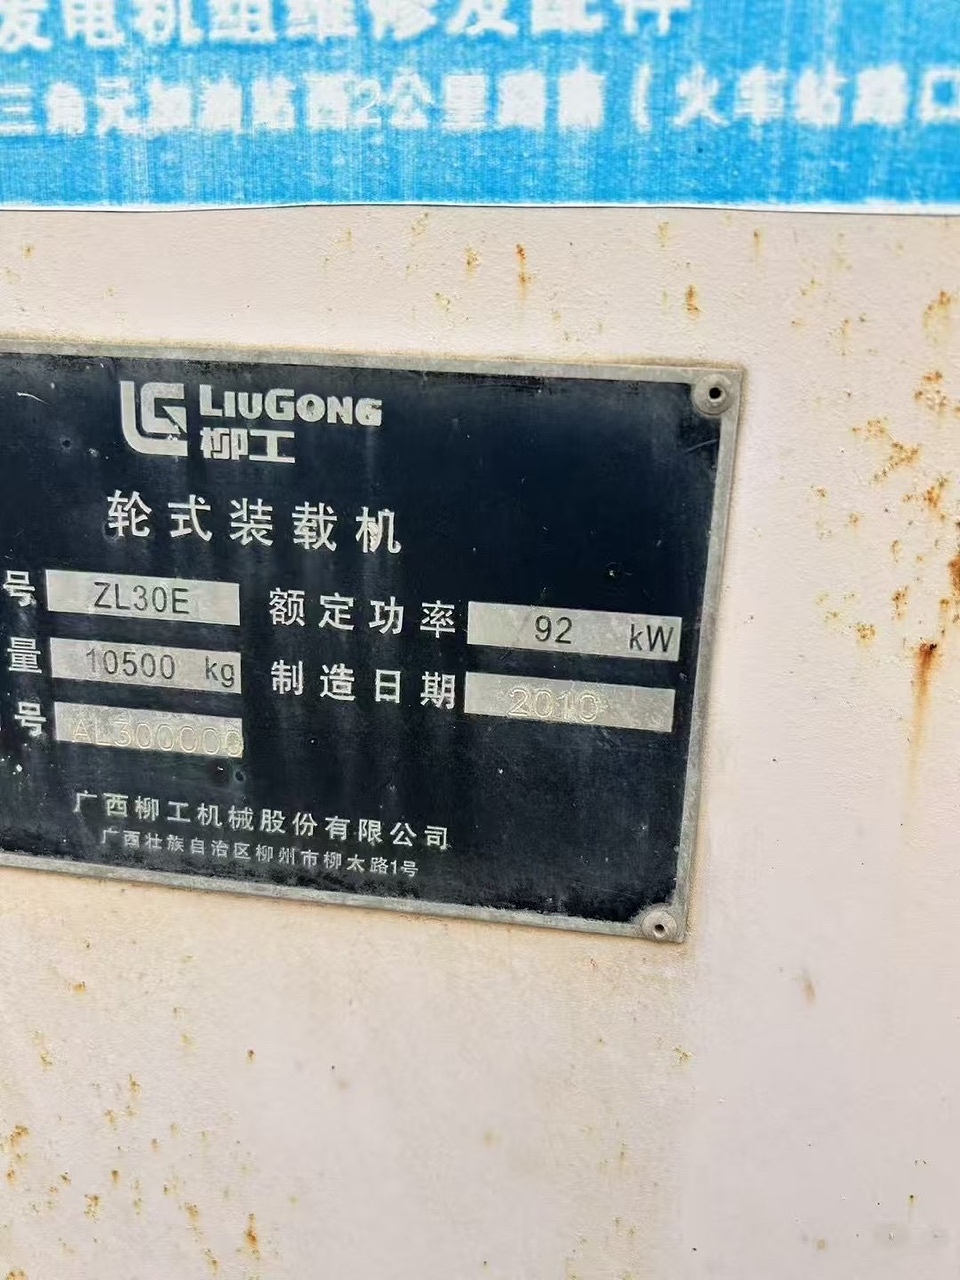 发电机组维修及配件
三角元加油站西2公里路南(火车站路口
LG LIUGONG
柳工
轮式装载机
号 ZL30E 额定功率 92 kW
量 10500 kg 制造日期 2010
号 AL300000
广西柳工机械股份有限公司
广西壮族自治区柳州市柳太路1号